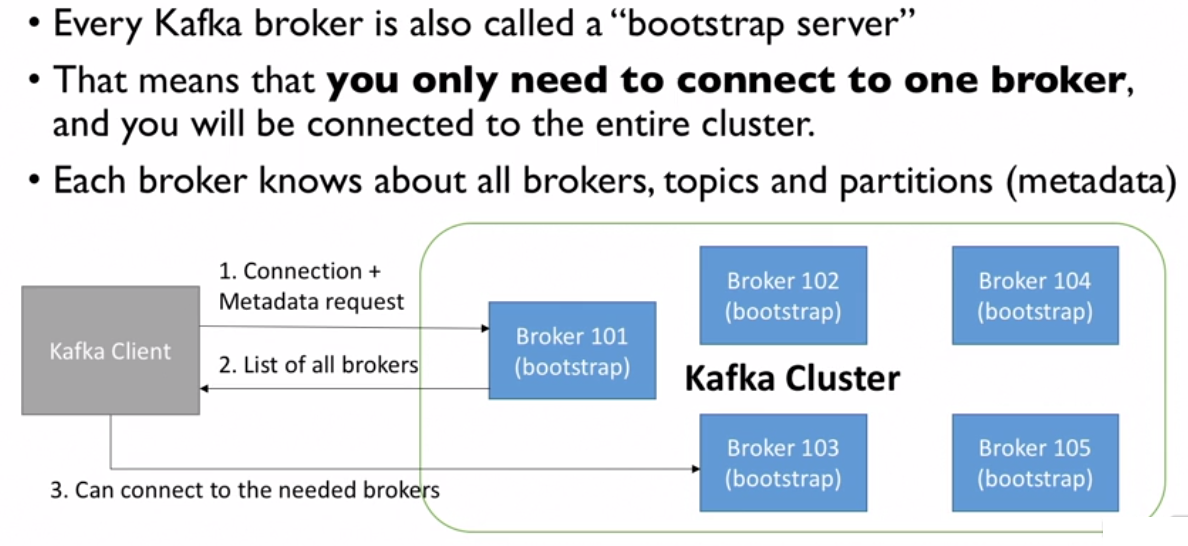 • Every Kafka broker is also called a “bootstrap server”
• That means that you only need to connect to one broker,
and you will be connected to the entire cluster.
• Each broker knows about all brokers, topics and partitions (metadata)
Kafka Client
1. Connection +
Metadata request
2. List of all brokers
3. Can connect to the needed brokers
Broker 101
(bootstrap)
Broker 102
(bootstrap)
Broker 104
(bootstrap)
Kafka Cluster
Broker 103
(bootstrap)
Broker 105
(bootstrap)